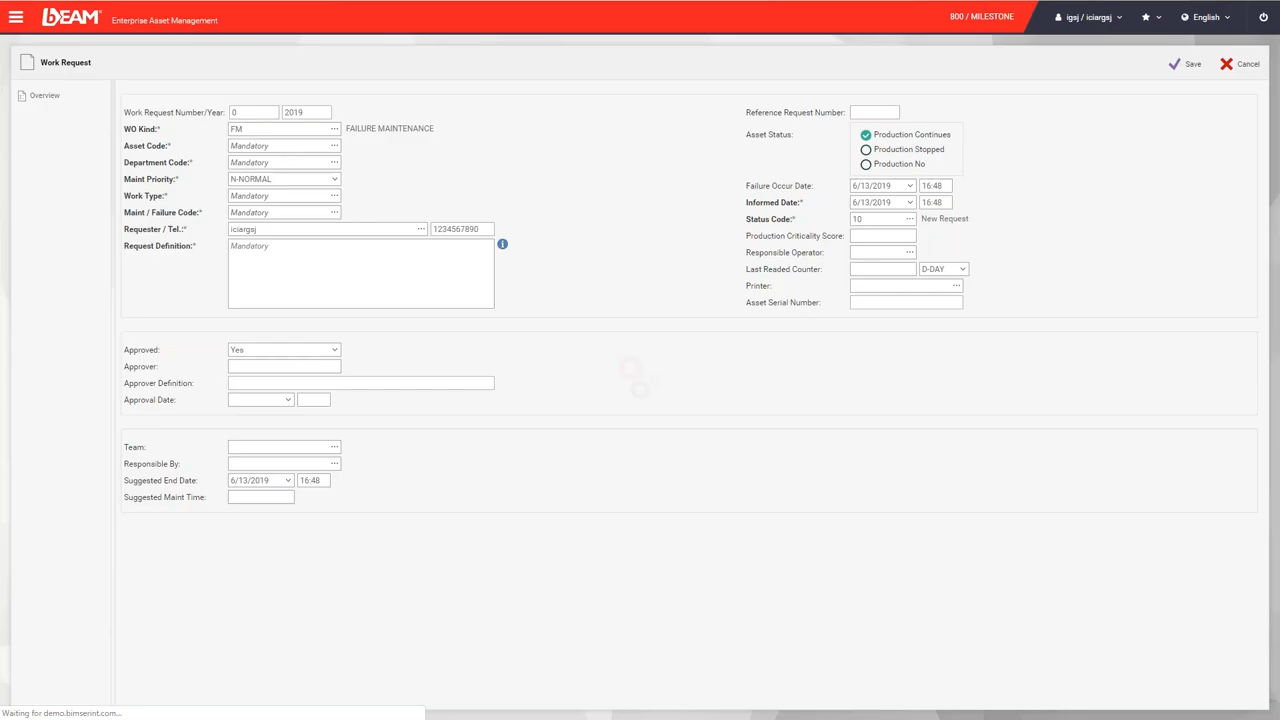 bEAM Enterprise Asset Management 800 / MILESTONE igsj / iciargsj English
Work Request Save Cancel
Overview
Work Request Number/Year: 0 2019 Reference Request Number:
WO Kind:* FM ... FAILURE MAINTENANCE
Asset Status: Production Continues
Asset Code:* Mandatory ...
Production Stopped
Department Code:* Mandatory ...
Production No
Maint Priority:* N-NORMAL
Failure Occur Date: 6/13/2019 16:48
Work Type:* Mandatory ...
Informed Date:* 6/13/2019 16:48
Maint / Failure Code:* Mandatory ...
Status Code:* 10 ... New Request
Requester / Tel.:* iciargsj ... 1234567890
Production Criticality Score:
Request Definition:* Mandatory
Responsible Operator: ...
Last Readed Counter: D-DAY
Printer: ...
Asset Serial Number:
Approved: Yes
Approver:
Approver Definition:
Approval Date:
Team: ...
Responsible By: ...
Suggested End Date: 6/13/2019 16:48
Suggested Maint Time:
Waiting for demo.bimserint.com...